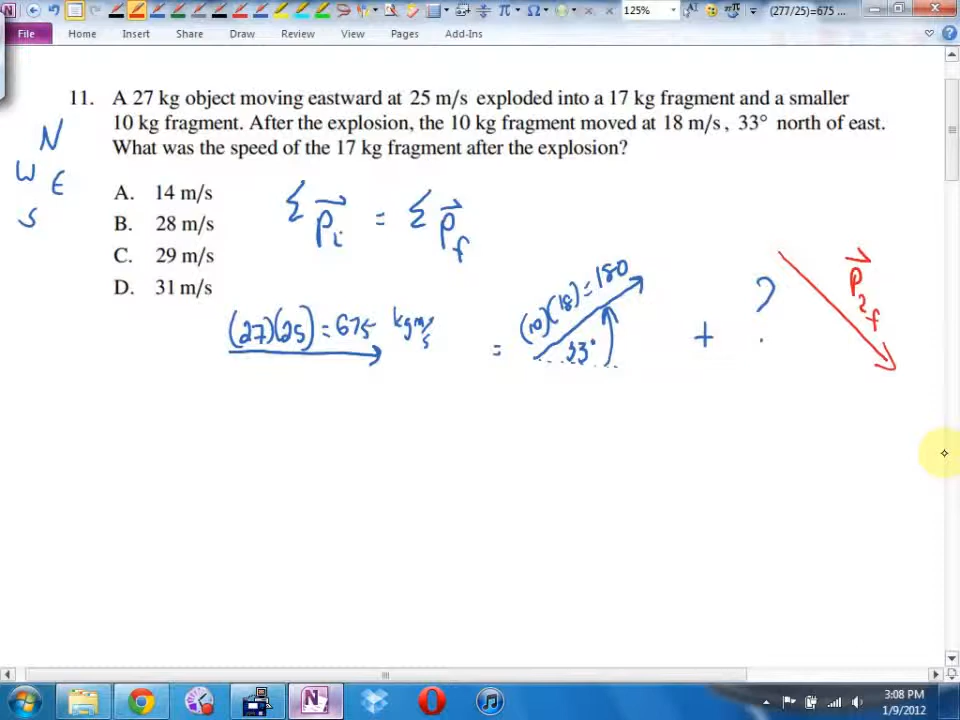 125%
(277/25)=675 ...
File Home Insert Share Draw Review View Pages Add-Ins
11. A 27 kg object moving eastward at 25 m/s exploded into a 17 kg fragment and a smaller
10 kg fragment. After the explosion, the 10 kg fragment moved at 18 m/s, 33° north of east.
What was the speed of the 17 kg fragment after the explosion?
N
W E
S
A. 14 m/s
B. 28 m/s
C. 29 m/s
D. 31 m/s
Σ p⃗i = Σ p⃗f
(27)(25) = 675 kg m/s
= (10)(18) = 180
33°
+ ?
p⃗2f
3:08 PM
1/9/2012